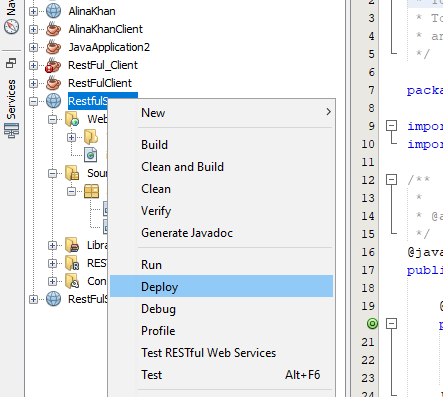 AlinaKhan
AlinaKhanClient
JavaApplication2
RestFul_Client
RestFulClient
RestfulS
Web
Sour
Libra
REST
Con
RestFulS
New
Build
Clean and Build
Clean
Verify
Generate Javadoc
Run
Deploy
Debug
Profile
Test RESTful Web Services
Test Alt+F6
Services
2
3 * To
4 * an
5 */
6
7 packa
8
9 impor
10 impor
11
12 /**
13 *
14 * @a
15 */
16 @java
17 publi
18
19 @
p
21
22
23
24